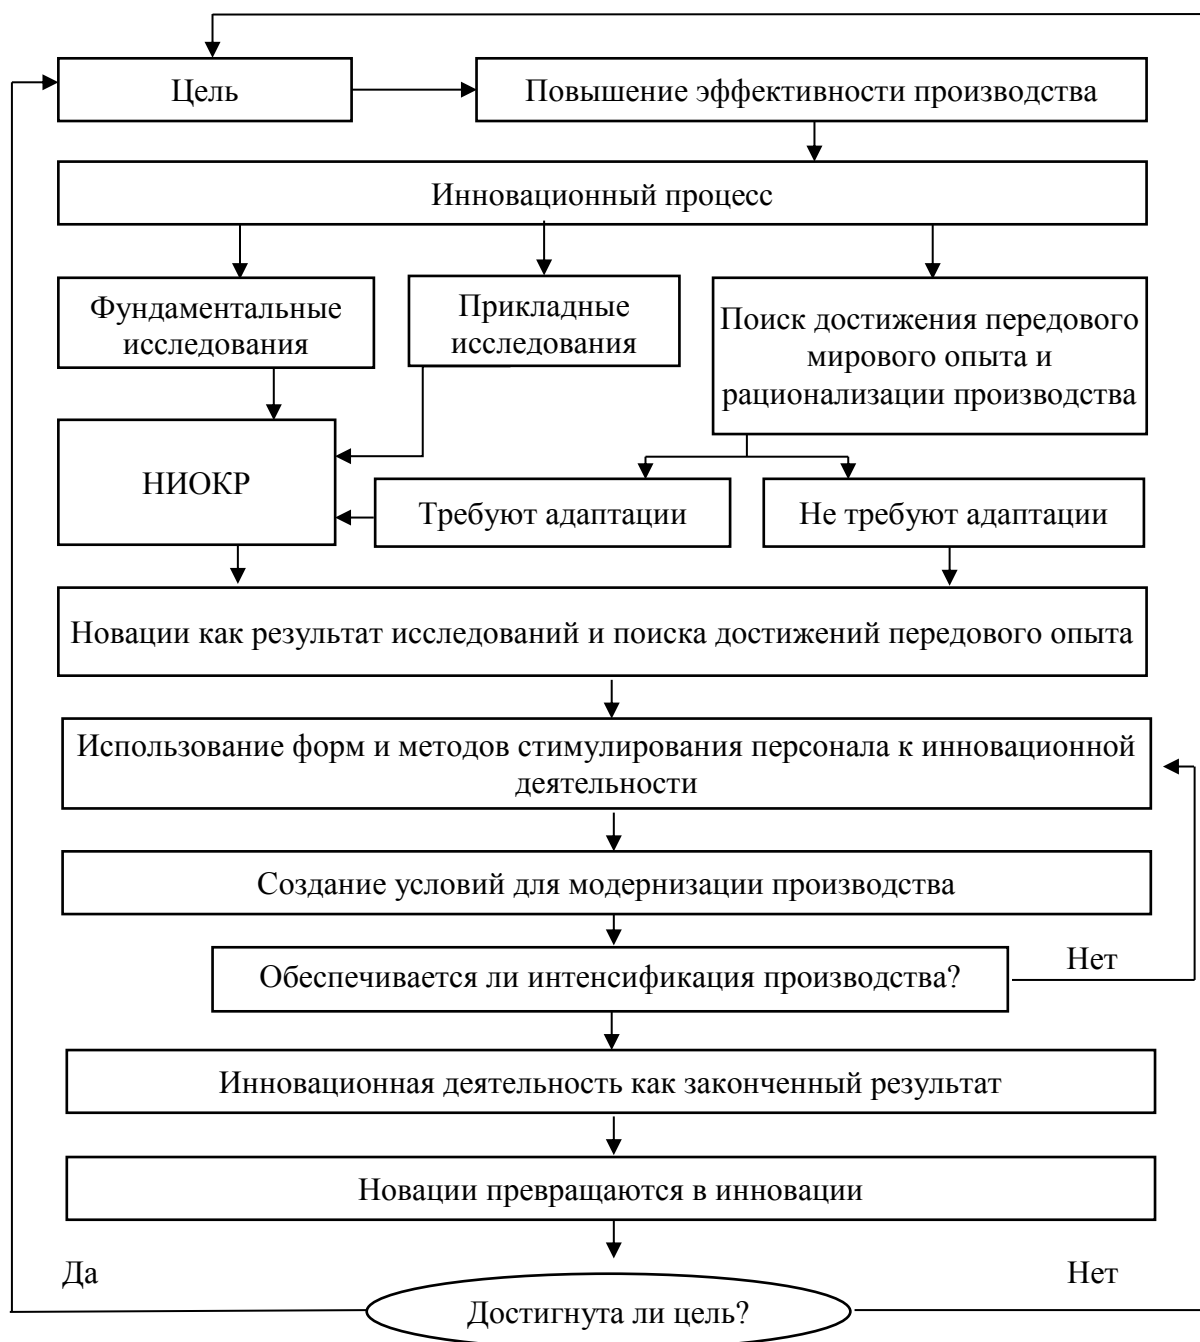 Цель
Повышение эффективности производства
Инновационный процесс
Фундаментальные
исследования
Прикладные
исследования
Поиск достижения передового
мирового опыта и
рационализации производства
НИОКР
Требуют адаптации
Не требуют адаптации
Новации как результат исследований и поиска достижений передового опыта
Использование форм и методов стимулирования персонала к инновационной
деятельности
Создание условий для модернизации производства
Обеспечивается ли интенсификация производства?
Нет
Инновационная деятельность как законченный результат
Новации превращаются в инновации
Да
Нет
Достигнута ли цель?